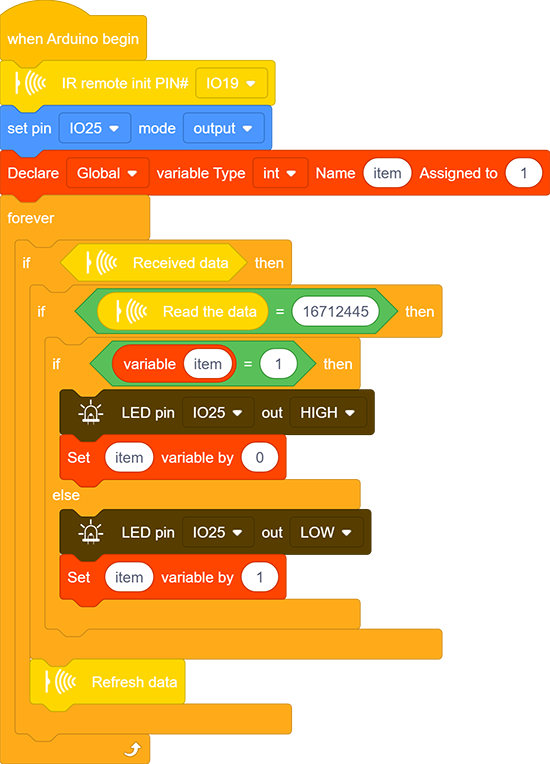 when Arduino begin
IR remote init PIN# IO19
set pin IO25 mode output
Declare Global variable Type int Name item Assigned to 1
forever
if Received data then
if Read the data = 16712445 then
if variable item = 1 then
LED pin IO25 out HIGH
Set item variable by 0
else
LED pin IO25 out LOW
Set item variable by 1
Refresh data